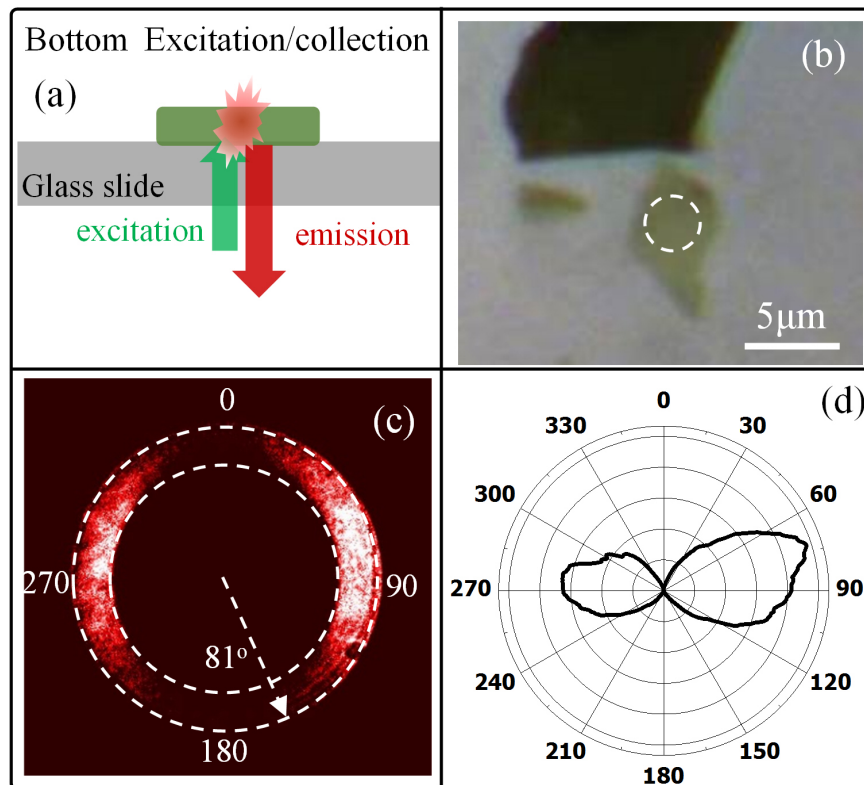 Bottom Excitation/collection
(a)
Glass slide
excitation
emission
(b)
5μm
(c)
0
270
90
81°
180
(d)
0
330
30
300
60
270
90
240
120
210
150
180